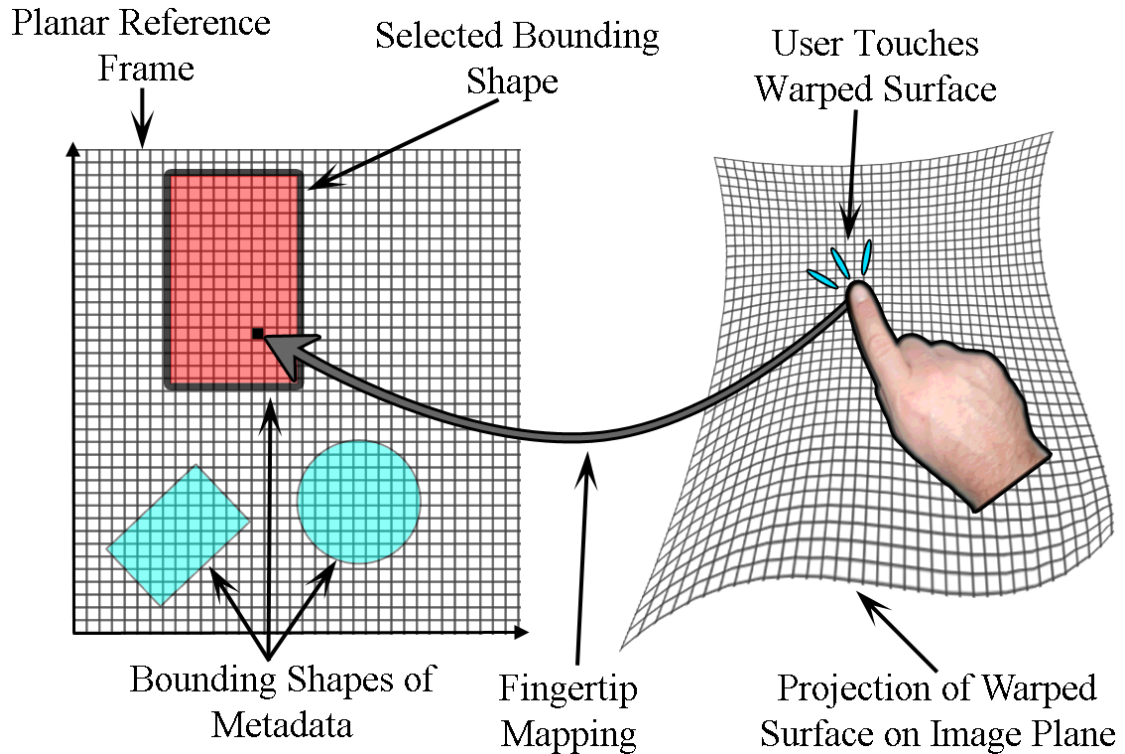 Planar Reference
Frame
Selected Bounding
Shape
User Touches
Warped Surface
Bounding Shapes of
Metadata
Fingertip
Mapping
Projection of Warped
Surface on Image Plane